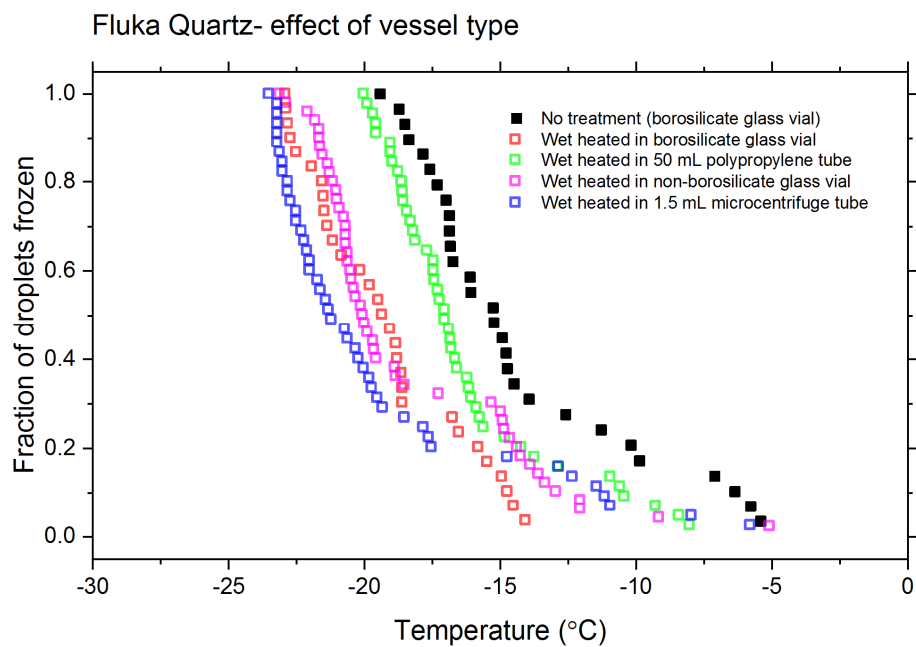 Fluka Quartz- effect of vessel type
No treatment (borosilicate glass vial)
Wet heated in borosilicate glass vial
Wet heated in 50 mL polypropylene tube
Wet heated in non-borosilicate glass vial
Wet heated in 1.5 mL microcentrifuge tube
Fraction of droplets frozen
1.0
0.8
0.6
0.4
0.2
0.0
-30 -25 -20 -15 -10 -5 0
Temperature (°C)